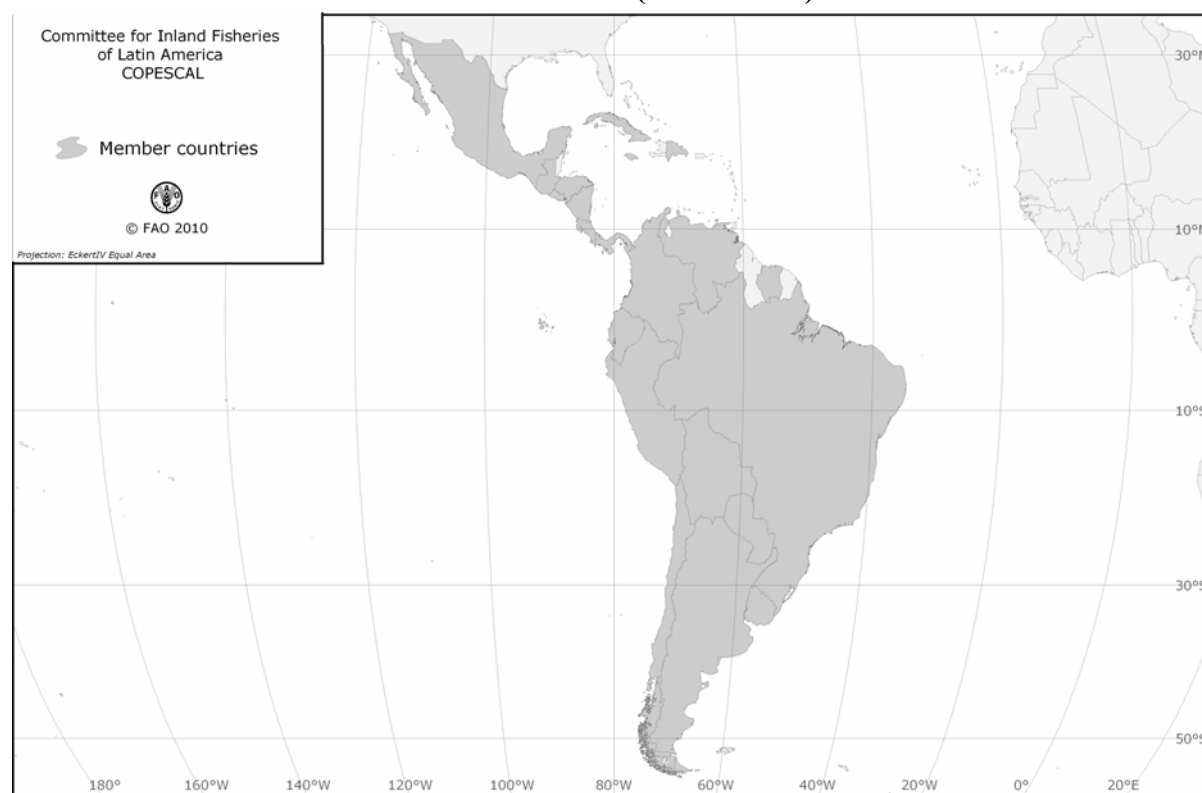 Committee for Inland Fisheries
of Latin America
COPESCAL
Member countries
F A O
© FAO 2010
Projection: EckertIV Equal Area
30°N
10°N
10°S
30°S
50°S
180°
160°W
140°W
120°W
100°W
80°W
60°W
40°W
20°W
0°
20°E